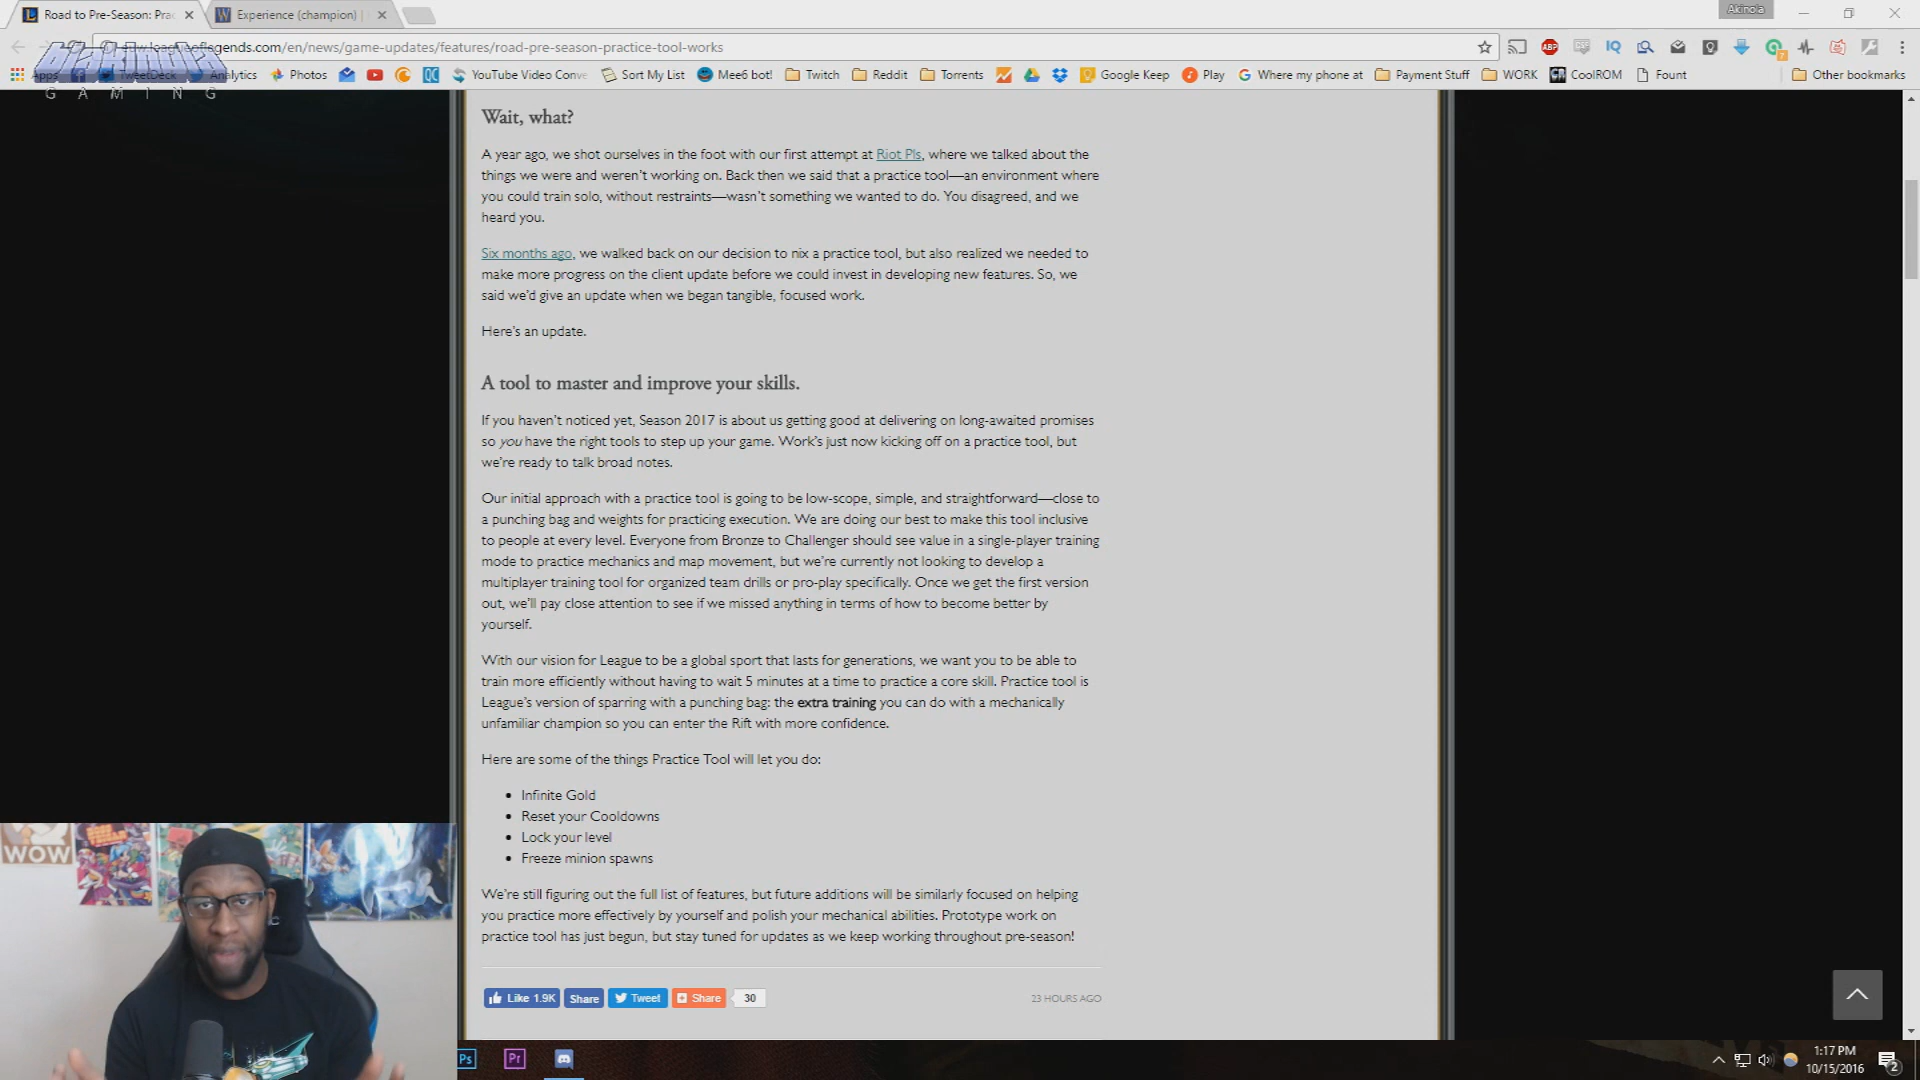 Road to Pre-Season: Prac
Experience (champion) |
Akinola
.leagueoflegends.com/en/news/game-updates/features/road-pre-season-practice-tool-works
Apps
TweetDeck
Analytics
Photos
YouTube Video Conve
Sort My List
Mee6 bot!
Twitch
Reddit
Torrents
Google Keep
Play
Where my phone at
Payment Stuff
WORK
CoolROM
Fount
Other bookmarks
GAMING
Wait, what?
A year ago, we shot ourselves in the foot with our first attempt at Riot Pls, where we talked about the
things we were and weren't working on. Back then we said that a practice tool—an environment where
you could train solo, without restraints—wasn't something we wanted to do. You disagreed, and we
heard you.
Six months ago, we walked back on our decision to nix a practice tool, but also realized we needed to
make more progress on the client update before we could invest in developing new features. So, we
said we'd give an update when we began tangible, focused work.
Here's an update.
A tool to master and improve your skills.
If you haven't noticed yet, Season 2017 is about us getting good at delivering on long-awaited promises
so you have the right tools to step up your game. Work's just now kicking off on a practice tool, but
we're ready to talk broad notes.
Our initial approach with a practice tool is going to be low-scope, simple, and straightforward—close to
a punching bag and weights for practicing execution. We are doing our best to make this tool inclusive
to people at every level. Everyone from Bronze to Challenger should see value in a single-player training
mode to practice mechanics and map movement, but we're currently not looking to develop a
multiplayer training tool for organized team drills or pro-play specifically. Once we get the first version
out, we'll pay close attention to see if we missed anything in terms of how to become better by
yourself.
With our vision for League to be a global sport that lasts for generations, we want you to be able to
train more efficiently without having to wait 5 minutes at a time to practice a core skill. Practice tool is
League's version of sparring with a punching bag: the extra training you can do with a mechanically
unfamiliar champion so you can enter the Rift with more confidence.
Here are some of the things Practice Tool will let you do:
• Infinite Gold
• Reset your Cooldowns
• Lock your level
• Freeze minion spawns
We're still figuring out the full list of features, but future additions will be similarly focused on helping
you practice more effectively by yourself and polish your mechanical abilities. Prototype work on
practice tool has just begun, but stay tuned for updates as we keep working throughout pre-season!
Like 1.9K
Share
Tweet
Share
30
23 HOURS AGO
WOW
Ps
Pr
1:17 PM
10/15/2016
2